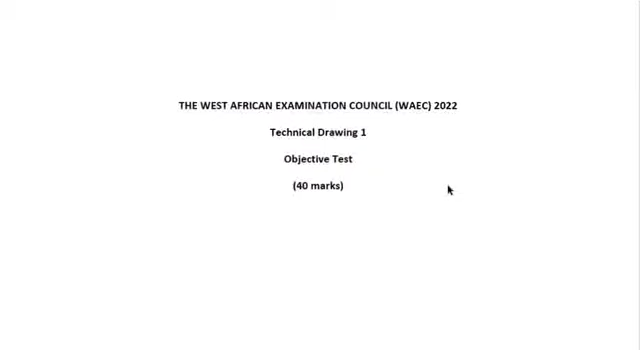 THE WEST AFRICAN EXAMINATION COUNCIL (WAEC) 2022
Technical Drawing 1
Objective Test
(40 marks)